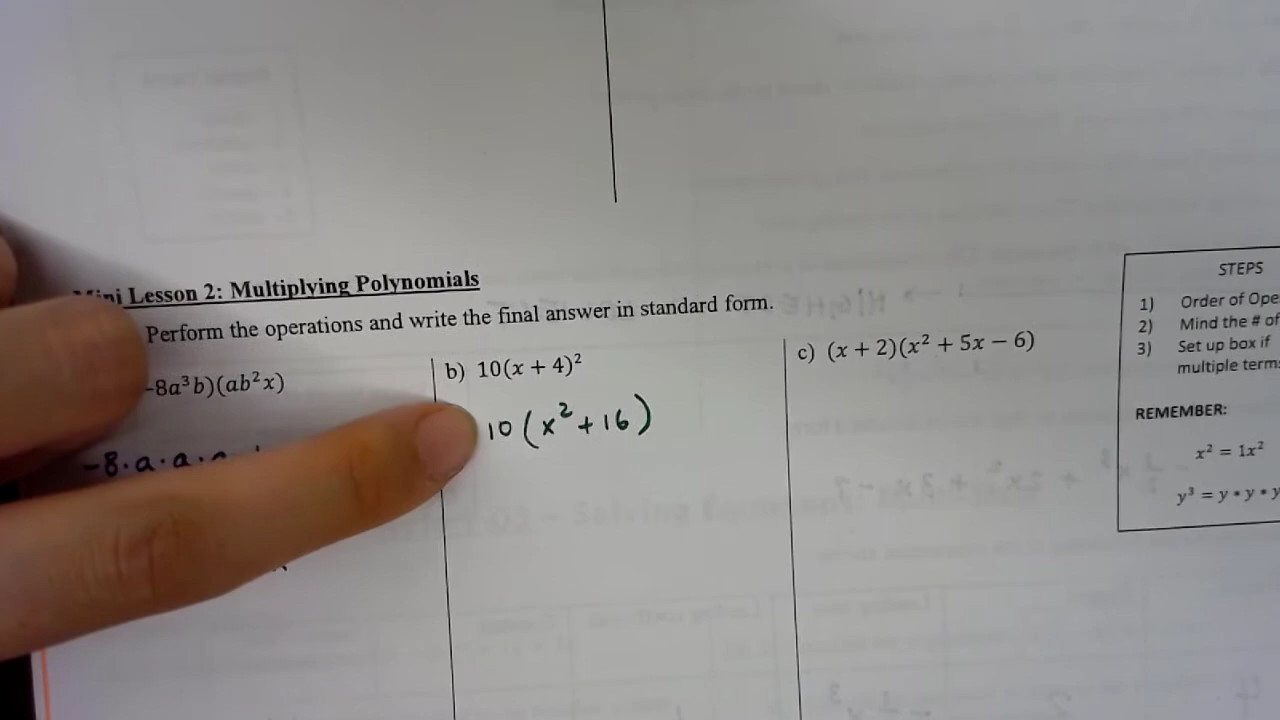 Lesson 2: Multiplying Polynomials
Perform the operations and write the final answer in standard form.
-8a³b)(ab²x)
-8·a·a·a
b) 10(x + 4)²
10(x²+16)
c) (x + 2)(x² + 5x − 6)
STEPS
1) Order of Ope
2) Mind the # of
3) Set up box if
multiple term
REMEMBER:
x² = 1x²
y³ = y * y * y